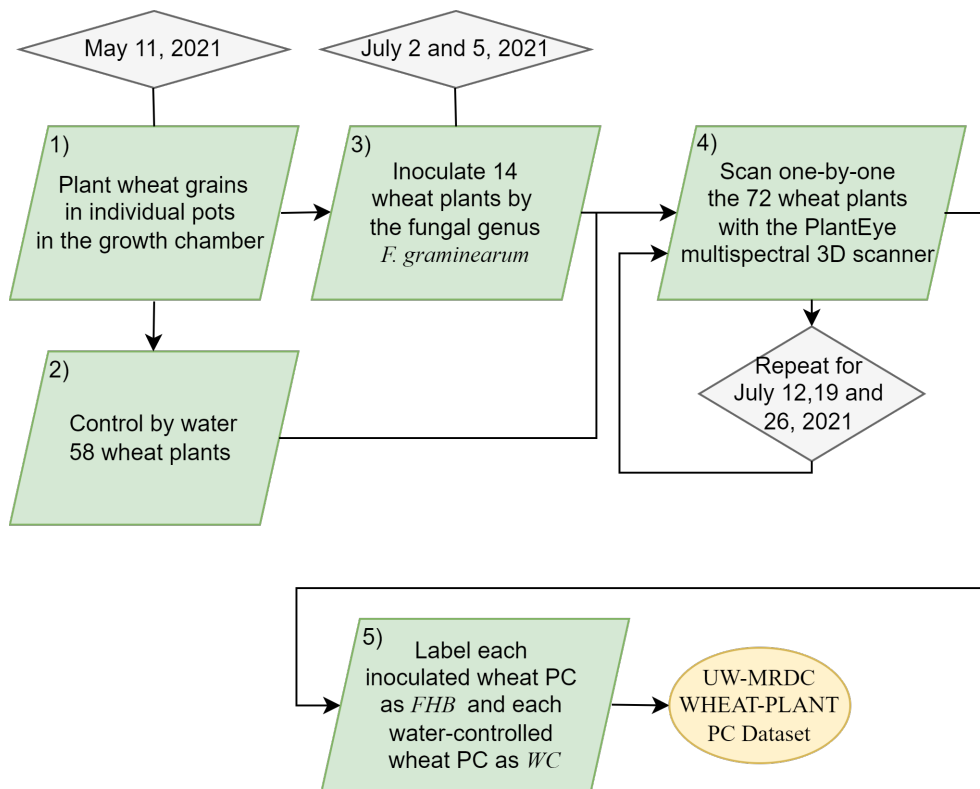 May 11, 2021
July 2 and 5, 2021
1)
Plant wheat grains
in individual pots
in the growth chamber
3)
Inoculate 14
wheat plants by
the fungal genus
F. graminearum
4)
Scan one-by-one
the 72 wheat plants
with the PlantEye
multispectral 3D scanner
2)
Control by water
58 wheat plants
Repeat for
July 12,19 and
26, 2021
5)
Label each
inoculated wheat PC
as FHB and each
water-controlled
wheat PC as WC
UW-MRDC
WHEAT-PLANT
PC Dataset